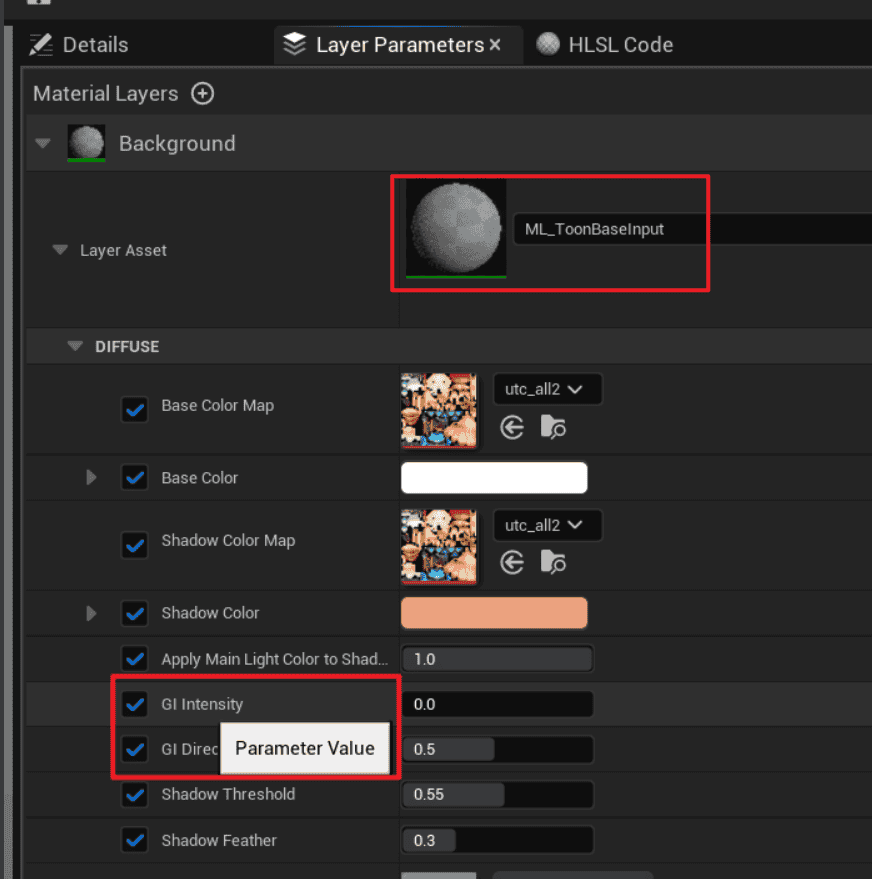 Details
Layer Parameters
HLSL Code
Material Layers
Background
Layer Asset
ML_ToonBaseInput
DIFFUSE
Base Color Map
utc_all2
Base Color
Shadow Color Map
utc_all2
Shadow Color
Apply Main Light Color to Shad...
1.0
GI Intensity
0.0
GI Direc
Parameter Value
0.5
Shadow Threshold
0.55
Shadow Feather
0.3